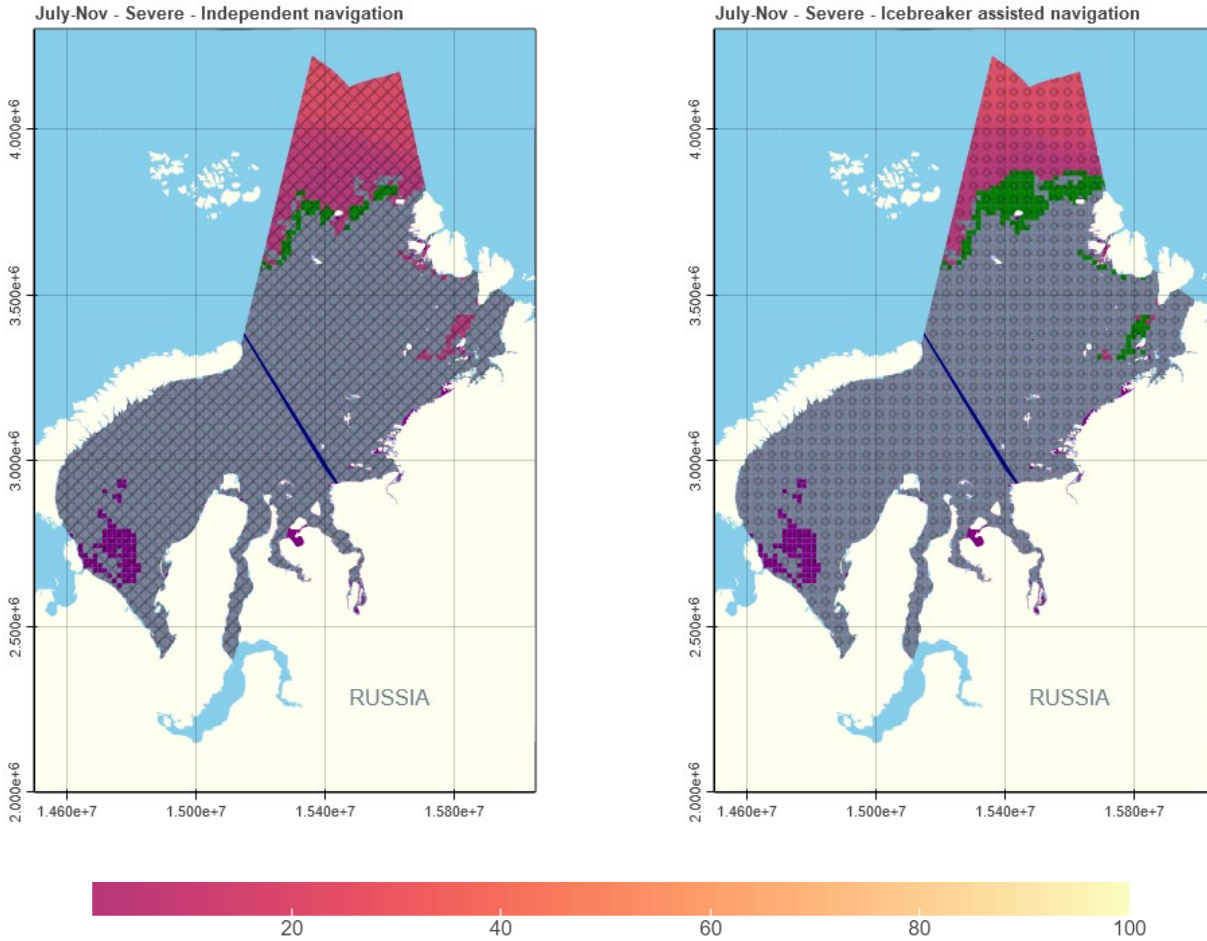 July-Nov - Severe - Independent navigation
July-Nov - Severe - Icebreaker assisted navigation
4.000e+6
4.000e+6
3.500e+6
3.500e+6
3.000e+6
3.000e+6
2.500e+6
2.500e+6
RUSSIA
RUSSIA
2.000e+6
2.000e+6
1.460e+7 1.500e+7 1.540e+7 1.580e+7
1.460e+7 1.500e+7 1.540e+7 1.580e+7
20 40 60 80 100